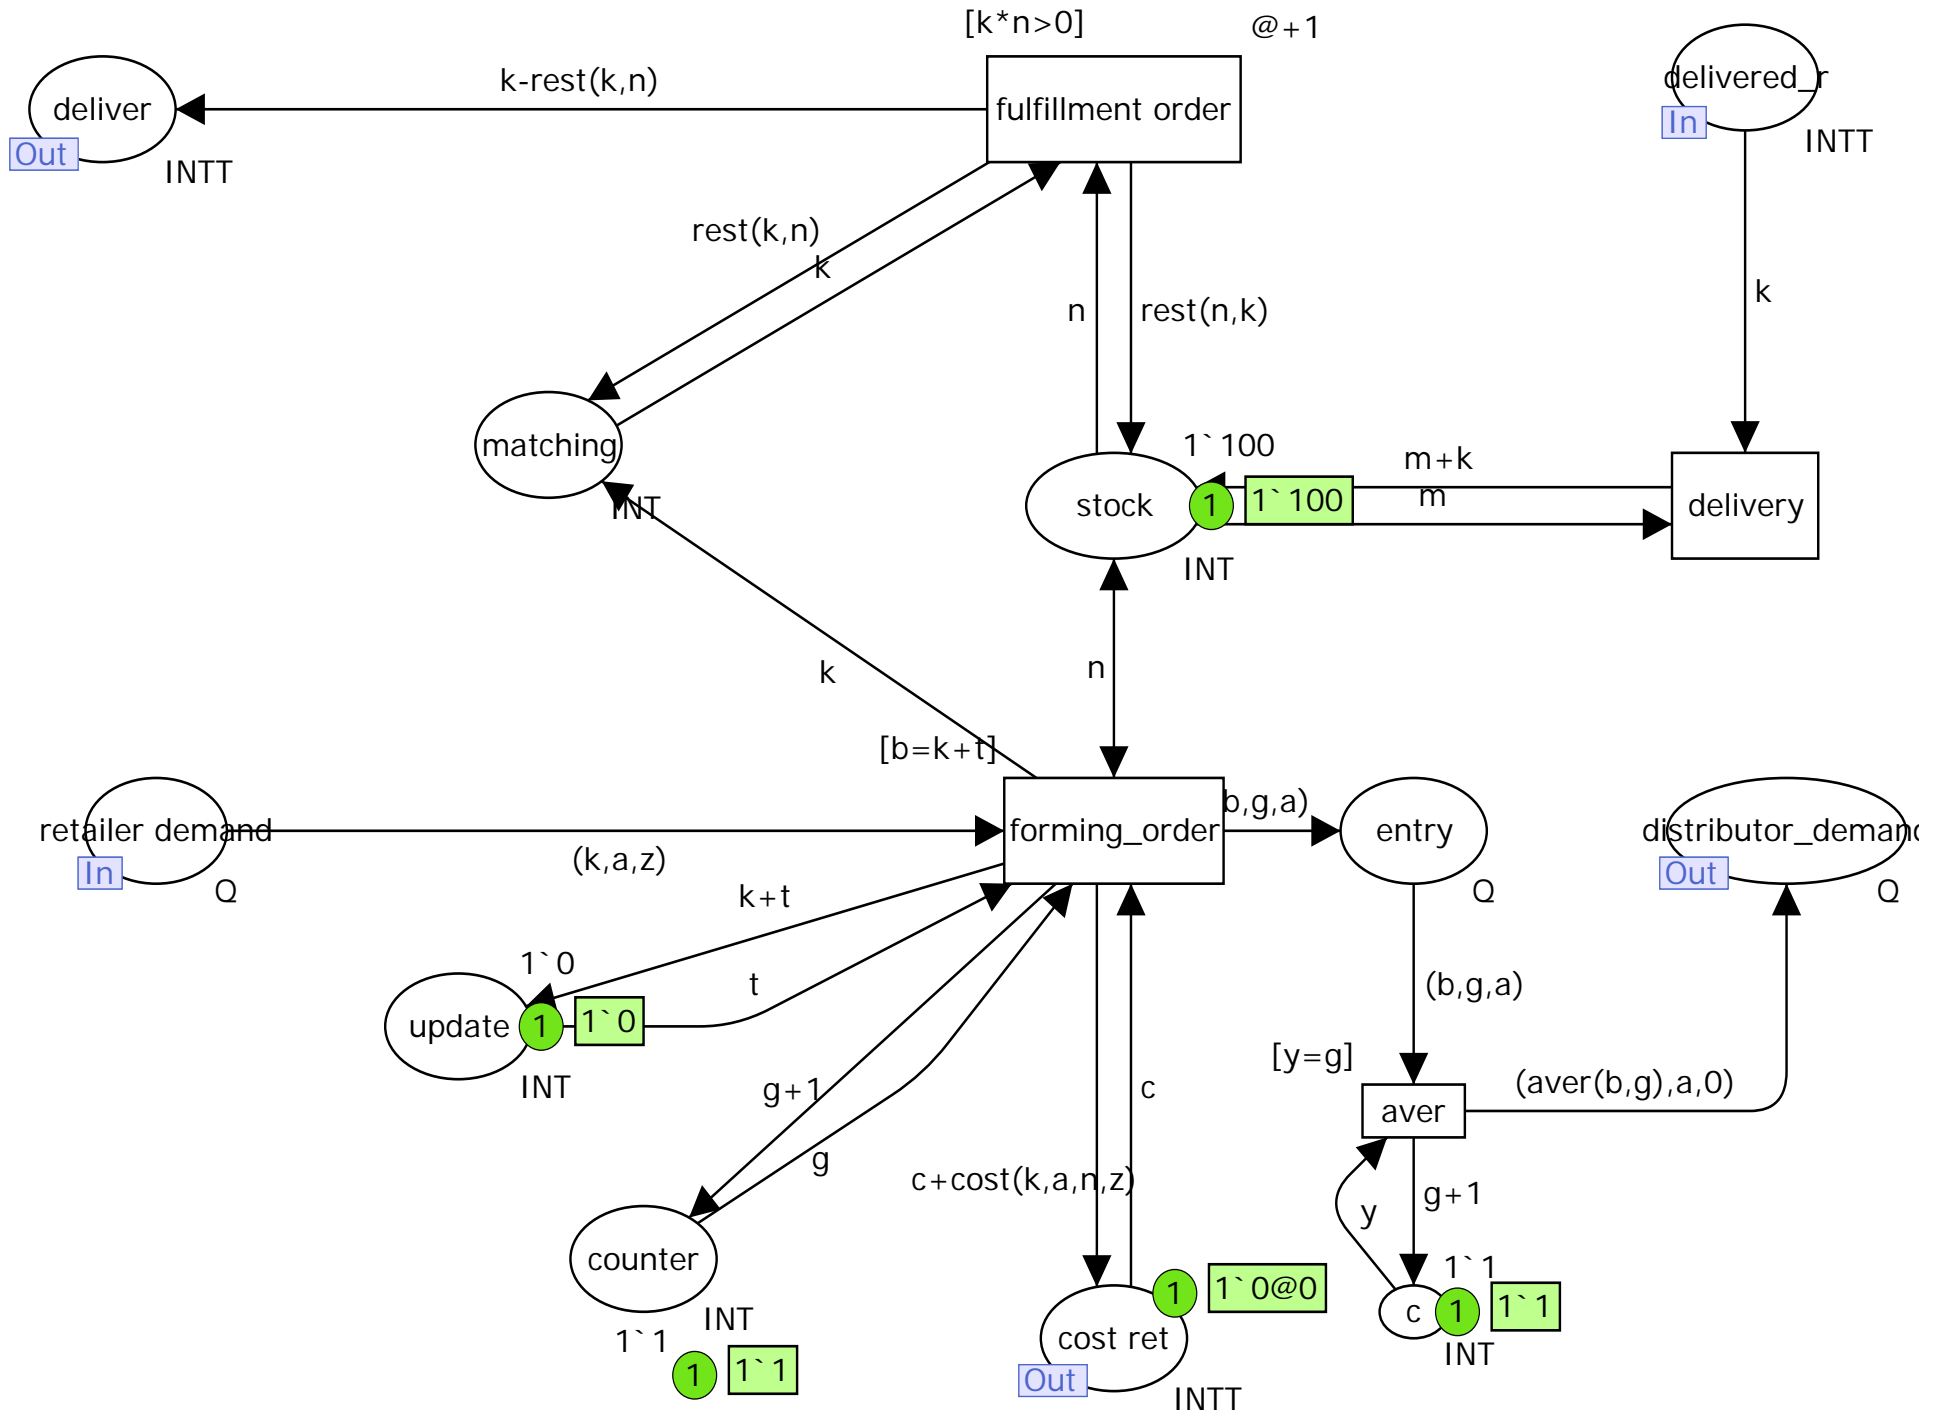 [k*n>0]
@+1
k-rest(k,n)
deliver
Out
INTT
fulfillment order
delivered_r
In
INTT
rest(k,n)
k
n
rest(n,k)
k
matching
INT
1`100
stock
1
1`100
INT
m+k
m
delivery
k
n
[b=k+t]
retailer demand
In
Q
(k,a,z)
forming_order
b,g,a)
entry
Q
distributor_demand
Out
Q
k+t
1`0
t
update
1
1`0
INT
(b,g,a)
[y=g]
aver
(aver(b,g),a,0)
g+1
g
c
c+cost(k,a,n,z)
y
g+1
counter
INT
1`1
1
1`1
1
1`0@0
cost ret
Out
INTT
1`1
c
1
1`1
INT